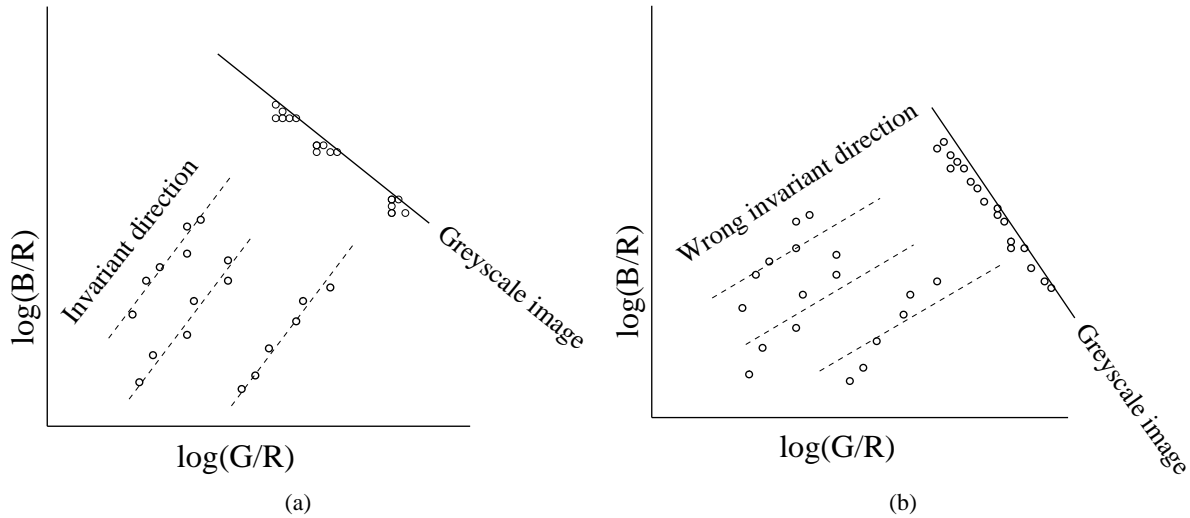 log(B/R)
Invariant direction
Greyscale image
log(G/R)
(a)
log(B/R)
Wrong invariant direction
Greyscale image
log(G/R)
(b)